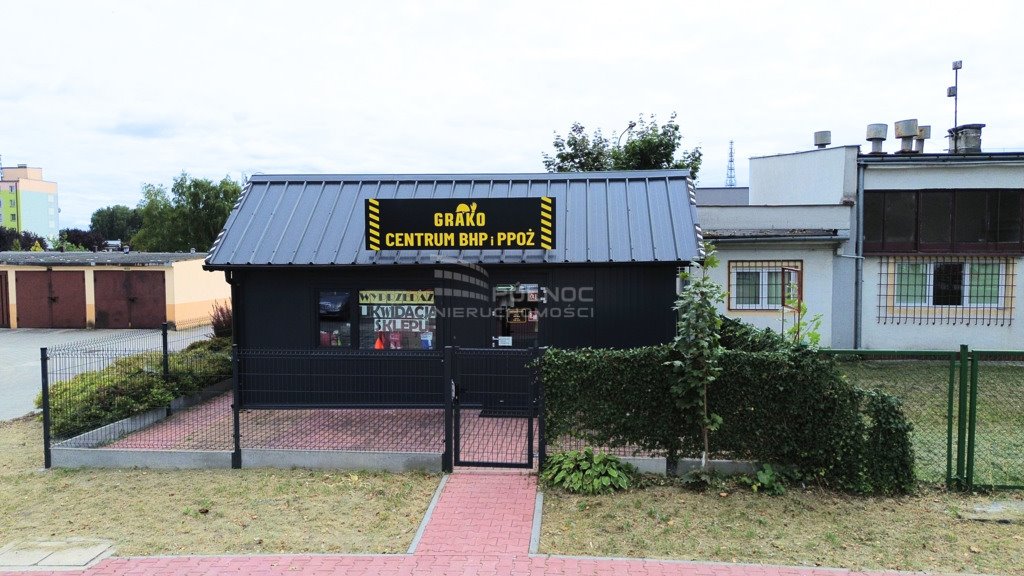 GRAKO
CENTRUM BHP i PPOŻ
WYPRZEDAŻ
LIKWIDACJA
SKLEPU
PÓŁNOC
NIERUCHOMOŚCI